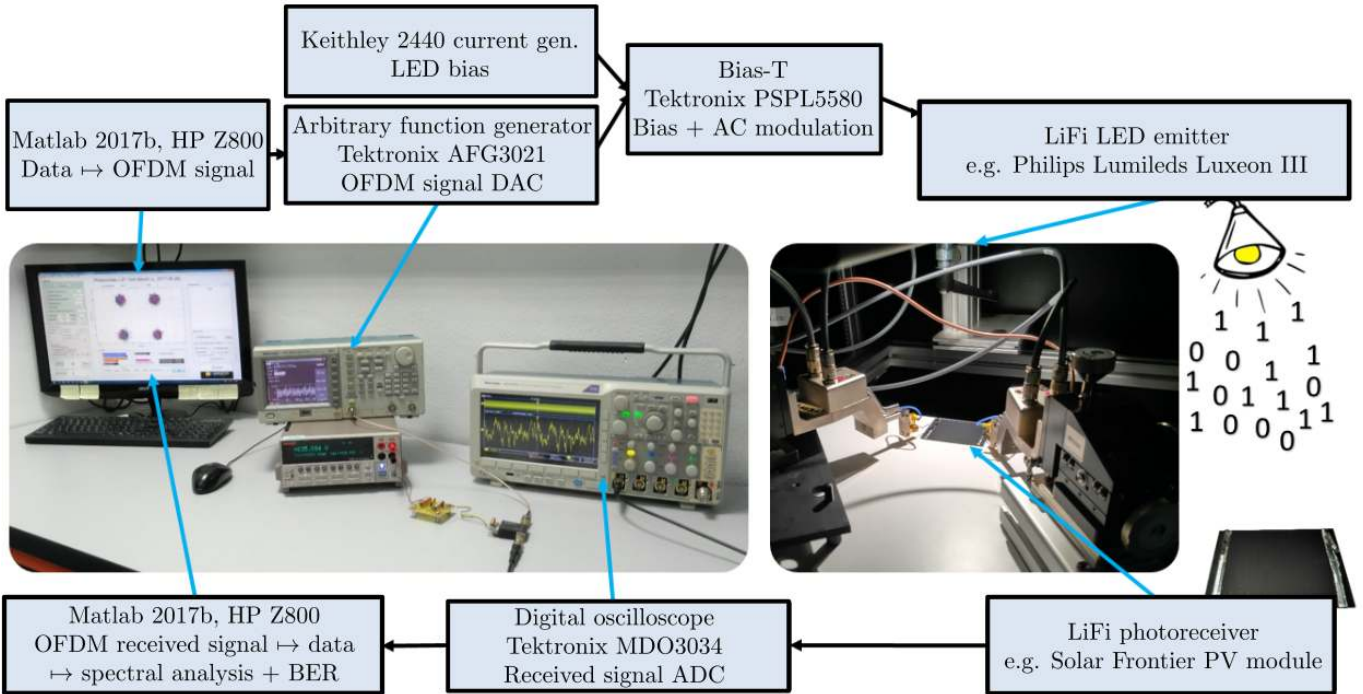 Keithley 2440 current gen.
LED bias
Bias-T
Tektronix PSPL5580
Bias + AC modulation
Matlab 2017b, HP Z800
Data ↦ OFDM signal
Arbitrary function generator
Tektronix AFG3021
OFDM signal DAC
LiFi LED emitter
e.g. Philips Lumileds Luxeon III
1 1 1
0 0 1 1
1 0 1 1 0
1 0 0 0 1 1
Matlab 2017b, HP Z800
OFDM received signal ↦ data
↦ spectral analysis + BER
Digital oscilloscope
Tektronix MDO3034
Received signal ADC
LiFi photoreceiver
e.g. Solar Frontier PV module